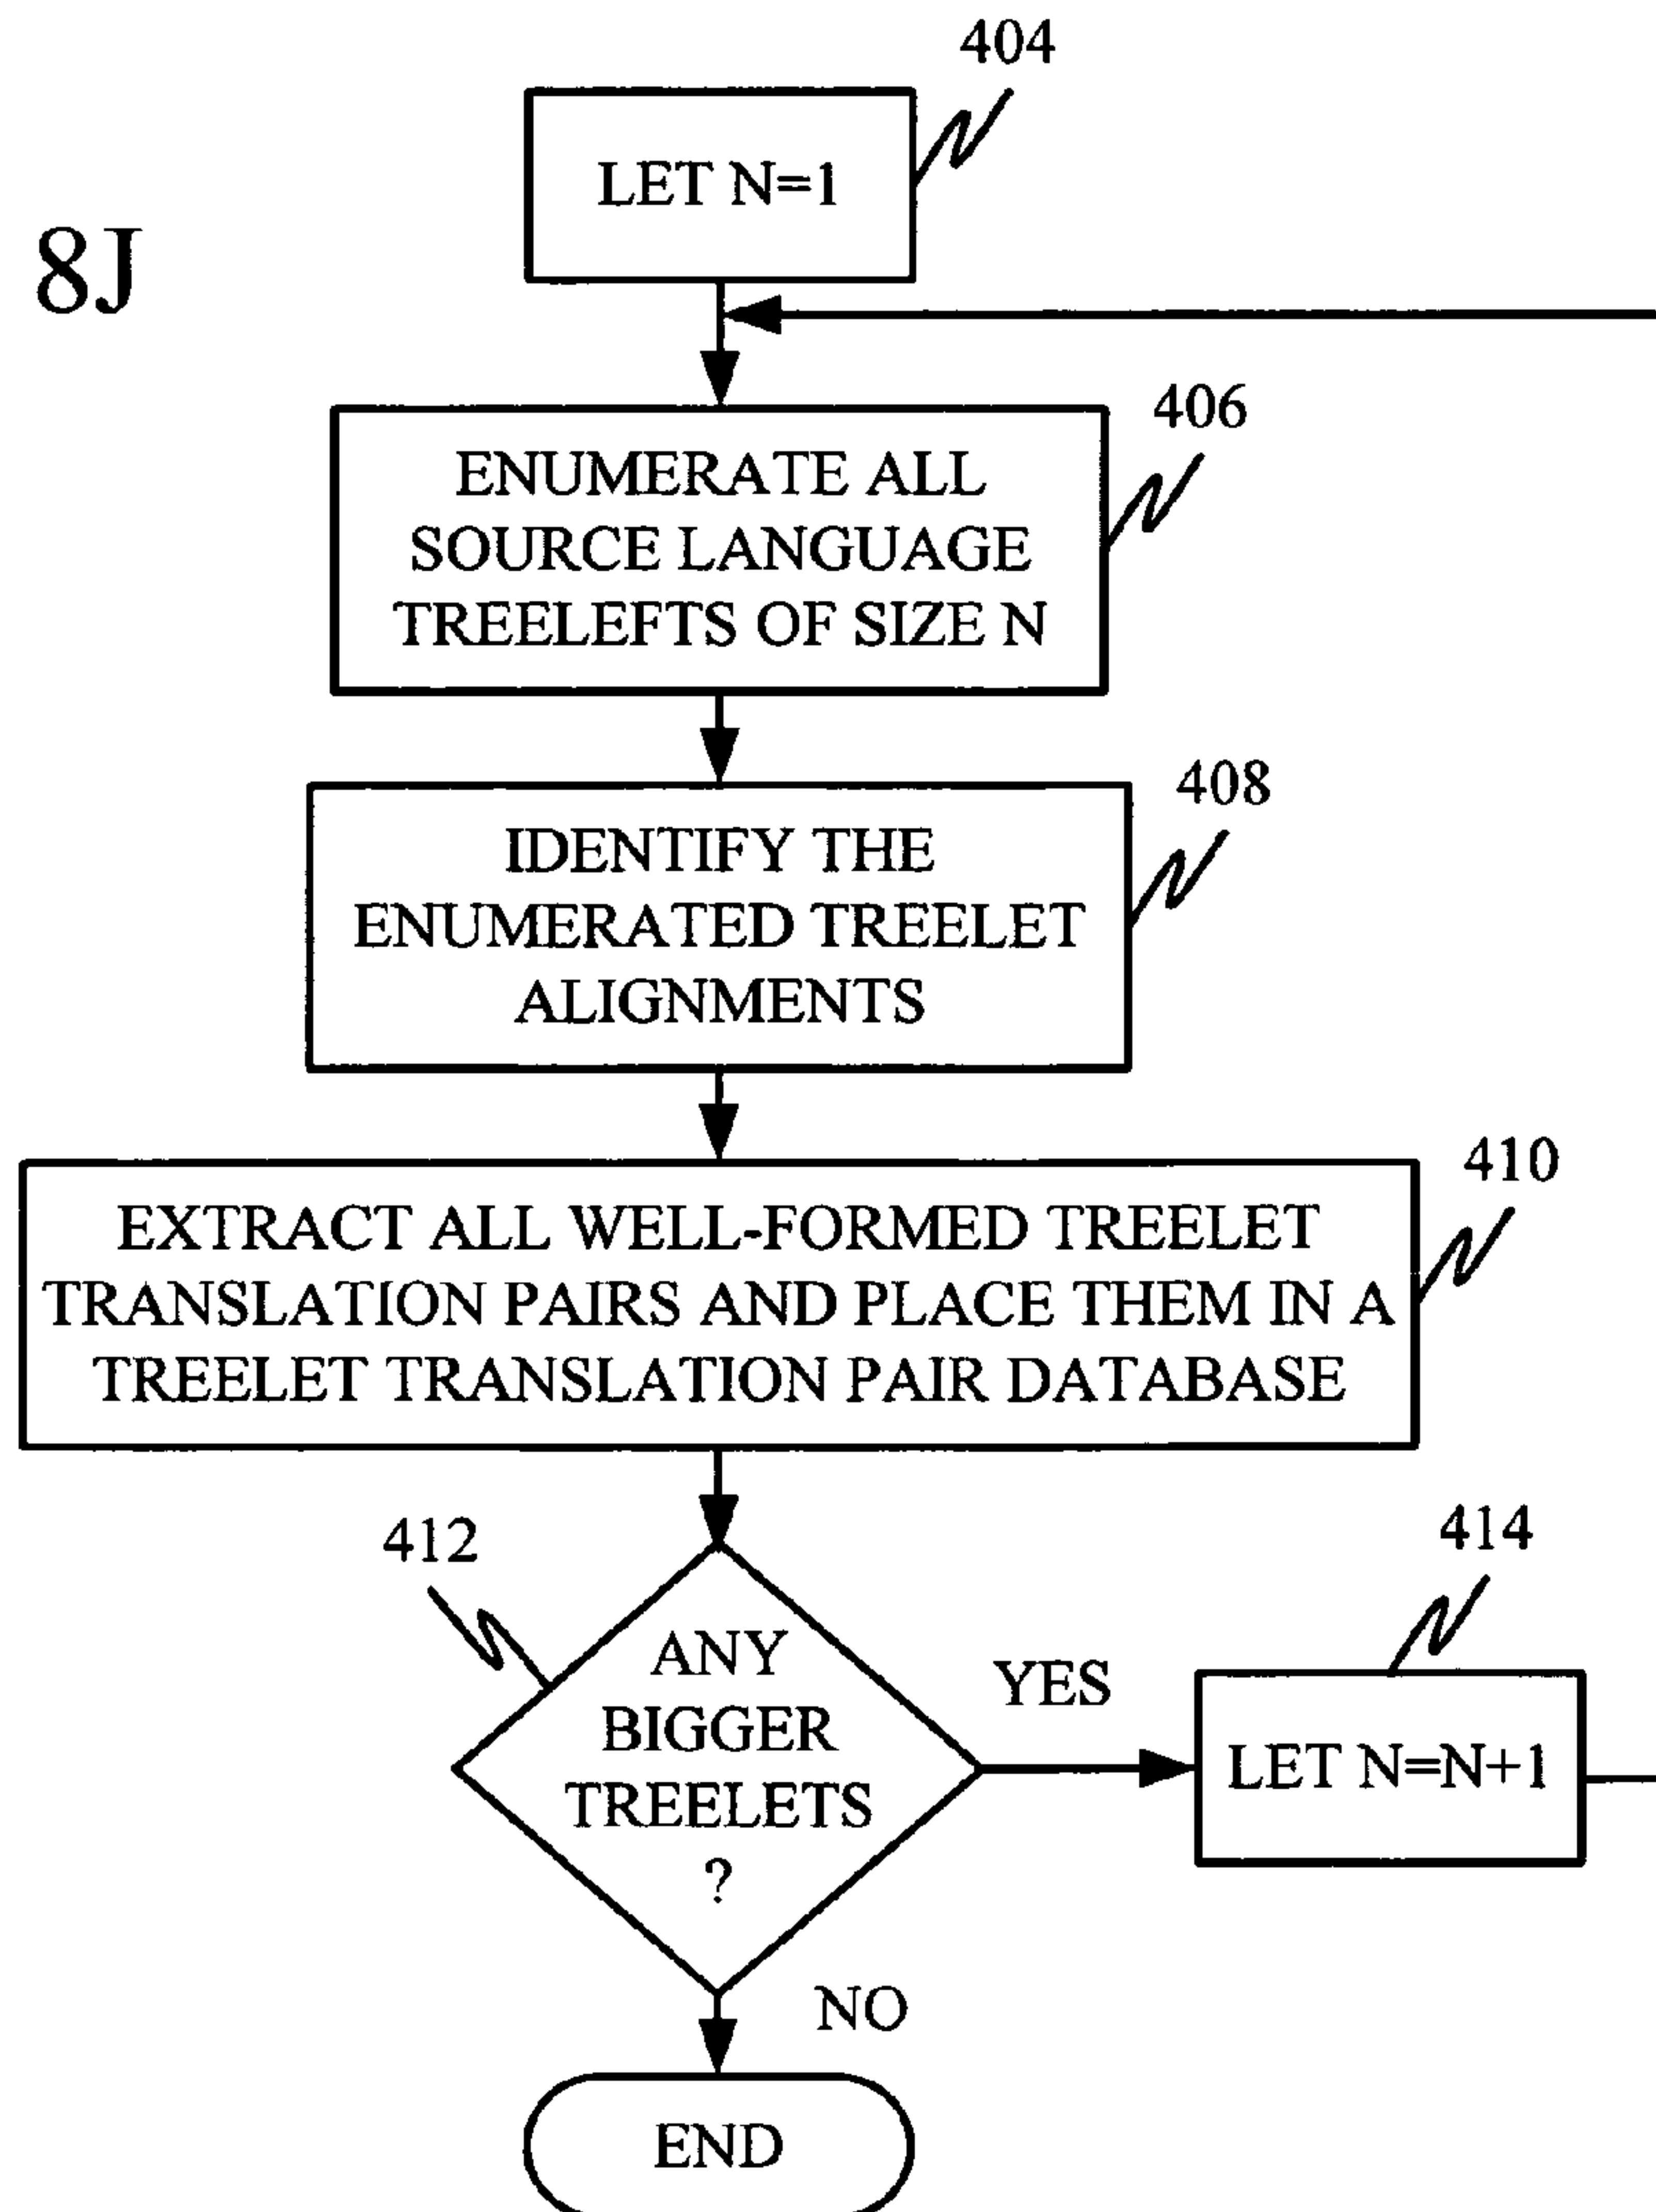 404
LET N=1
8J
406
ENUMERATE ALL
SOURCE LANGUAGE
TREELEFTS OF SIZE N
408
IDENTIFY THE
ENUMERATED TREELET
ALIGNMENTS
410
EXTRACT ALL WELL-FORMED TREELET
TRANSLATION PAIRS AND PLACE THEM IN A
TREELET TRANSLATION PAIR DATABASE
412
414
ANY
BIGGER
TREELETS
?
YES
LET N=N+1
NO
END